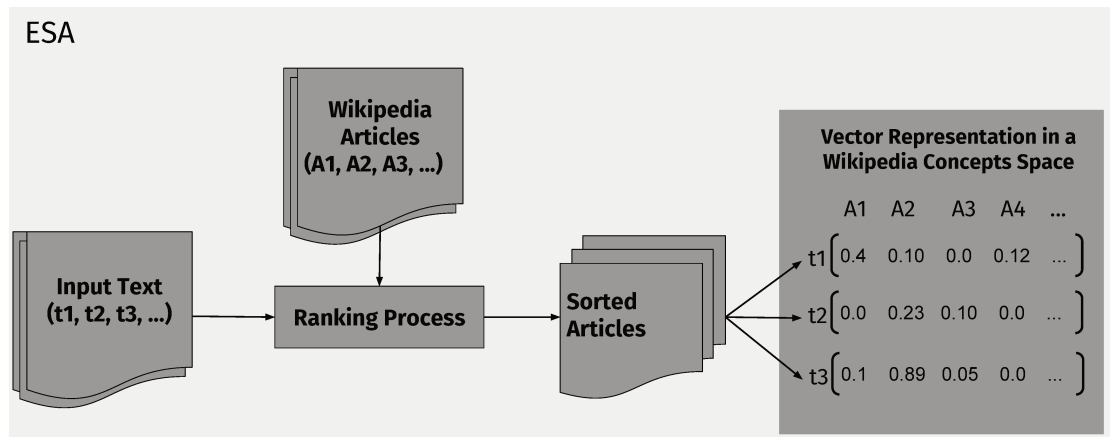 ESA
Wikipedia
Articles
(A1, A2, A3, ...)
Input Text
(t1, t2, t3, ...)
Ranking Process
Sorted
Articles
Vector Representation in a
Wikipedia Concepts Space
A1 A2 A3 A4 ...
t1 0.4 0.10 0.0 0.12 ...
t2 0.0 0.23 0.10 0.0 ...
t3 0.1 0.89 0.05 0.0 ...